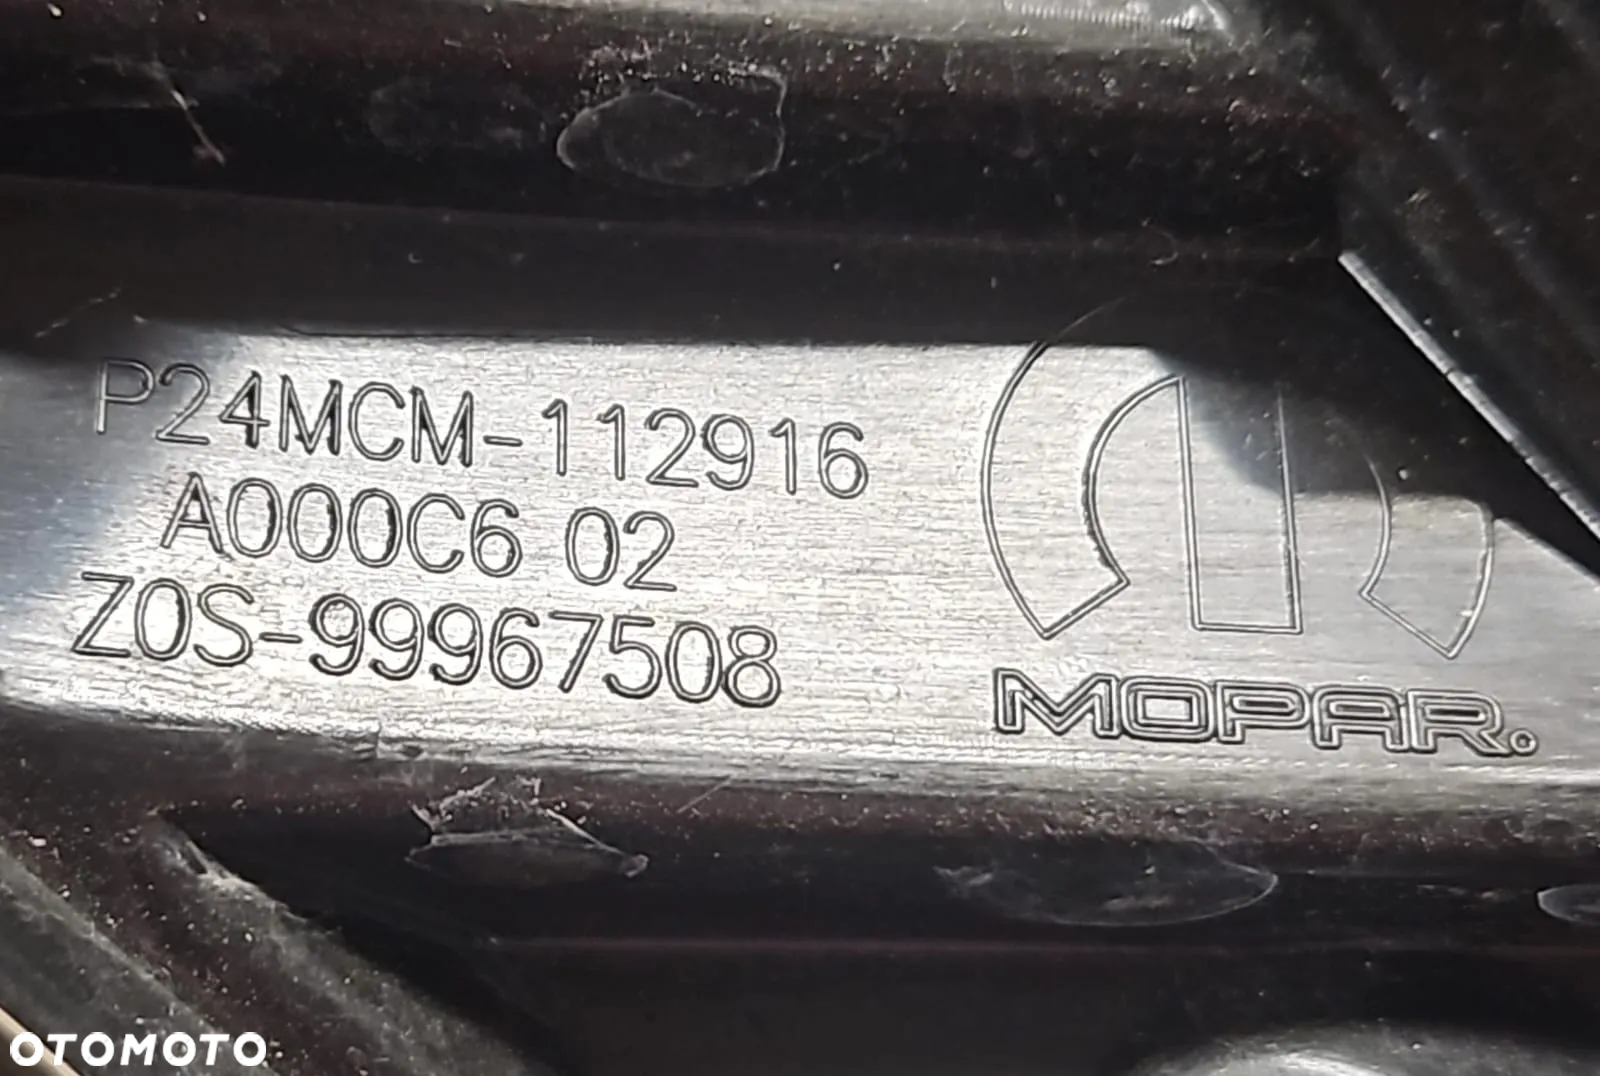 P24MCM-112916
A000C6 02
Z0S-99967508
MOPAR.
OTOMOTO